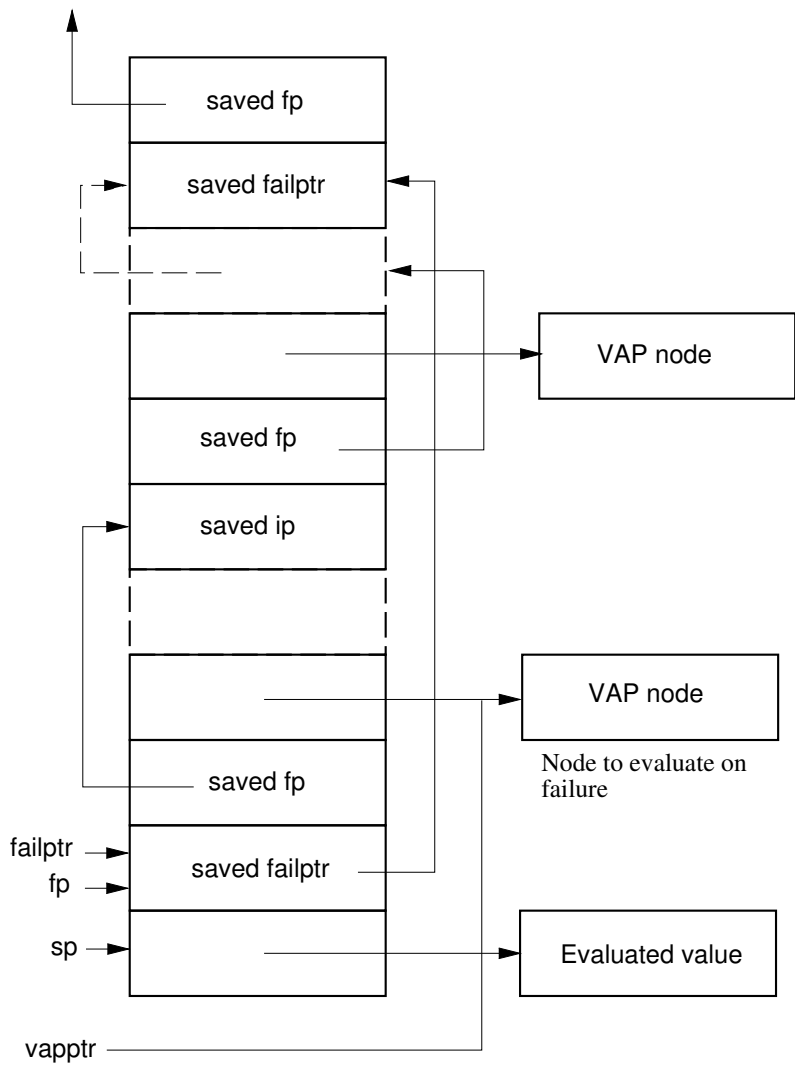 saved fp
saved failptr
VAP node
saved fp
saved ip
VAP node
Node to evaluate on
failure
saved fp
failptr
saved failptr
fp
sp
Evaluated value
vapptr